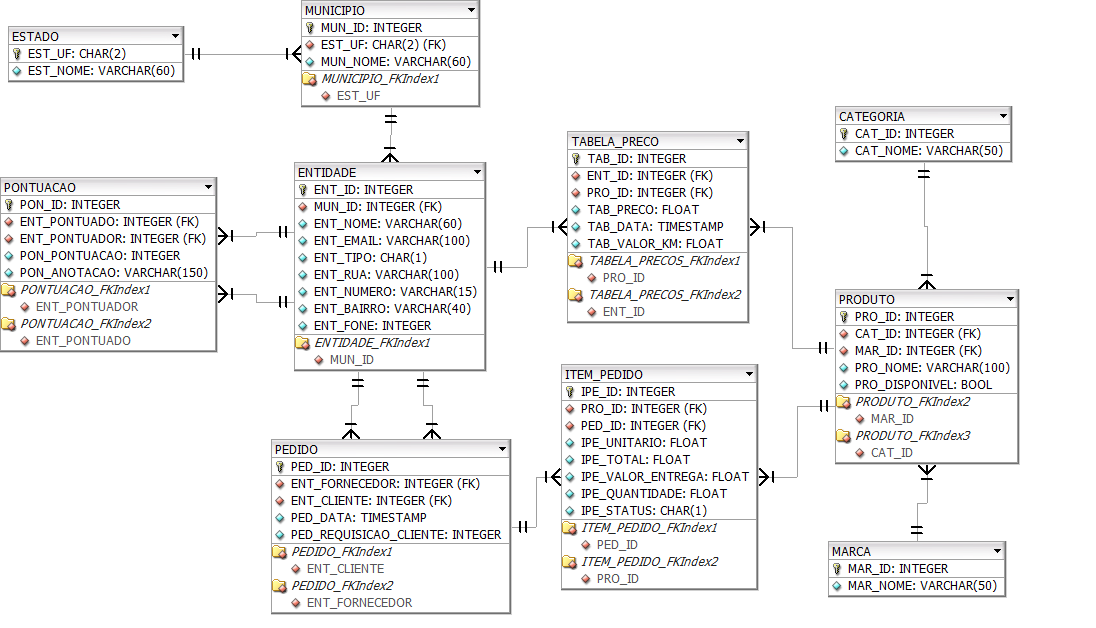 ESTADO
EST_UF: CHAR(2)
EST_NOME: VARCHAR(60)
MUNICIPIO
MUN_ID: INTEGER
EST_UF: CHAR(2) (FK)
MUN_NOME: VARCHAR(60)
MUNICIPIO_FKIndex1
EST_UF
PONTUACAO
PON_ID: INTEGER
ENT_PONTUADO: INTEGER (FK)
ENT_PONTUADOR: INTEGER (FK)
PON_PONTUACAO: INTEGER
PON_ANOTACAO: VARCHAR(150)
PONTUACAO_FKIndex1
ENT_PONTUADOR
PONTUACAO_FKIndex2
ENT_PONTUADO
ENTIDADE
ENT_ID: INTEGER
MUN_ID: INTEGER (FK)
ENT_NOME: VARCHAR(60)
ENT_EMAIL: VARCHAR(100)
ENT_TIPO: CHAR(1)
ENT_RUA: VARCHAR(100)
ENT_NUMERO: VARCHAR(15)
ENT_BAIRRO: VARCHAR(40)
ENT_FONE: INTEGER
ENTIDADE_FKIndex1
MUN_ID
TABELA_PRECO
TAB_ID: INTEGER
ENT_ID: INTEGER (FK)
PRO_ID: INTEGER (FK)
TAB_PRECO: FLOAT
TAB_DATA: TIMESTAMP
TAB_VALOR_KM: FLOAT
TABELA_PRECOS_FKIndex1
PRO_ID
TABELA_PRECOS_FKIndex2
ENT_ID
CATEGORIA
CAT_ID: INTEGER
CAT_NOME: VARCHAR(50)
PRODUTO
PRO_ID: INTEGER
CAT_ID: INTEGER (FK)
MAR_ID: INTEGER (FK)
PRO_NOME: VARCHAR(100)
PRO_DISPONIVEL: BOOL
PRODUTO_FKIndex2
MAR_ID
PRODUTO_FKIndex3
CAT_ID
PEDIDO
PED_ID: INTEGER
ENT_FORNECEDOR: INTEGER (FK)
ENT_CLIENTE: INTEGER (FK)
PED_DATA: TIMESTAMP
PED_REQUISICAO_CLIENTE: INTEGER
PEDIDO_FKIndex1
ENT_CLIENTE
PEDIDO_FKIndex2
ENT_FORNECEDOR
ITEM_PEDIDO
IPE_ID: INTEGER
PRO_ID: INTEGER (FK)
PED_ID: INTEGER (FK)
IPE_UNITARIO: FLOAT
IPE_TOTAL: FLOAT
IPE_VALOR_ENTREGA: FLOAT
IPE_QUANTIDADE: FLOAT
IPE_STATUS: CHAR(1)
ITEM_PEDIDO_FKIndex1
PED_ID
ITEM_PEDIDO_FKIndex2
PRO_ID
MARCA
MAR_ID: INTEGER
MAR_NOME: VARCHAR(50)